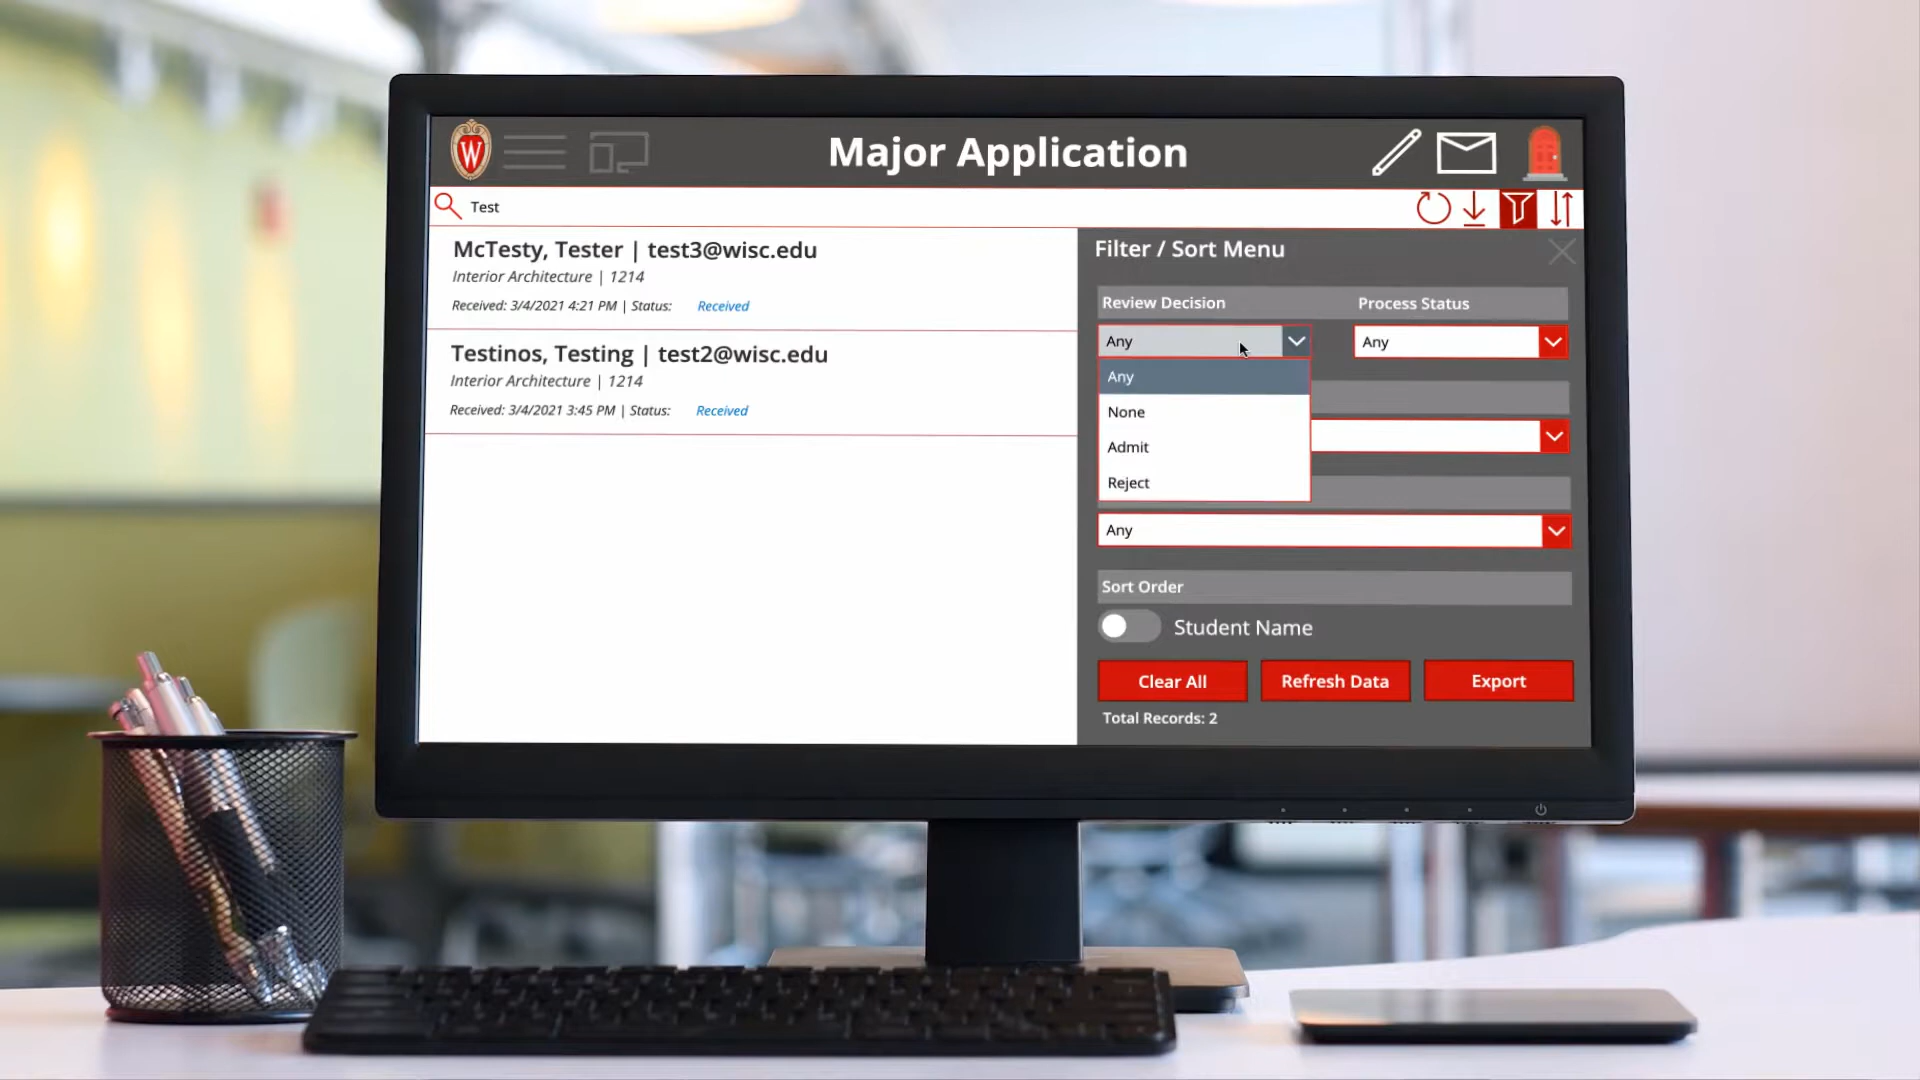 W
Major Application
Test
McTesty, Tester | test3@wisc.edu
Interior Architecture | 1214
Received: 3/4/2021 4:21 PM | Status: Received
Testinos, Testing | test2@wisc.edu
Interior Architecture | 1214
Received: 3/4/2021 3:45 PM | Status: Received
Filter / Sort Menu
Review Decision
Process Status
Any
Any
Any
None
Admit
Reject
Any
Sort Order
Student Name
Clear All
Refresh Data
Export
Total Records: 2